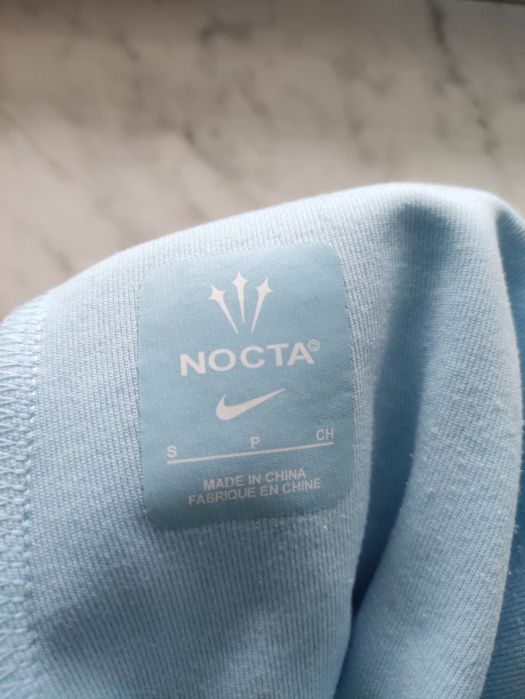 NOCTA®
S P CH
MADE IN CHINA
FABRIQUE EN CHINE